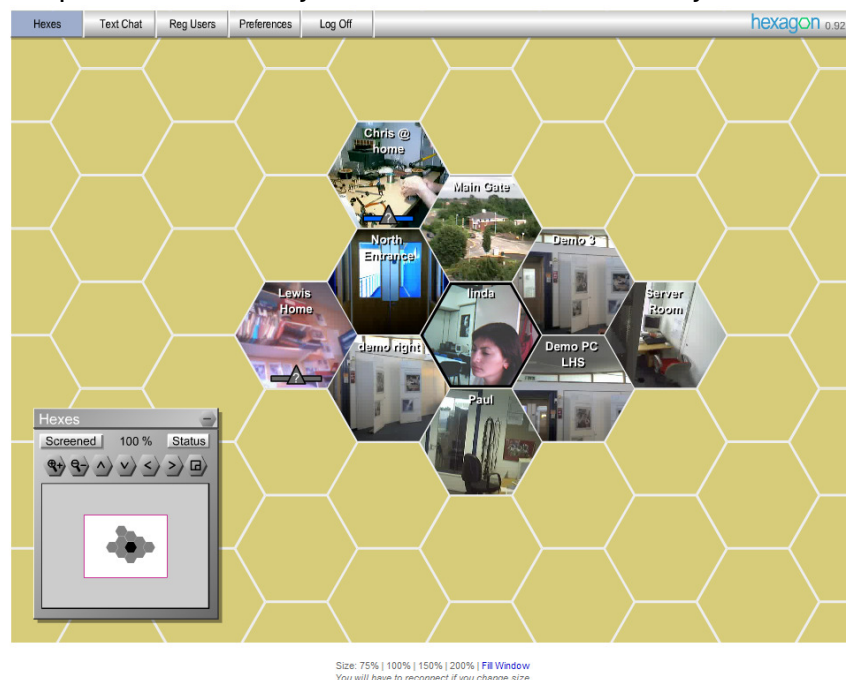 Hexes Text Chat Reg Users Preferences Log Off hexagon 0.92
Chris @
home
Main Gate
North
Entrance
Demo 3
Lewis
Home
linda
Server
Room
demo right
Demo PC
LHS
Paul
?
?
Hexes
Screened 100 % Status
Size: 75% | 100% | 150% | 200% | Fill Window
You will have to reconnect if you change size